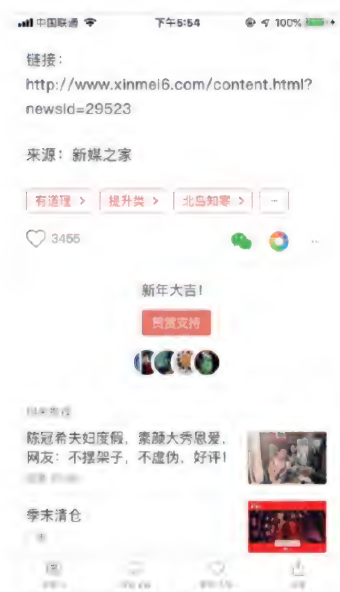 中国联通
下午5:54
100%
链接：
http://www.xinmei6.com/content.html?
newsId=29523
来源：新媒之家
有道理 >
提升类 >
北岛知寒 >
...
3455
...
新年大吉！
赞赏支持
陈冠希夫妇度假，素颜大秀恩爱，
网友：不摆架子，不虚伪，好评！
季末清仓